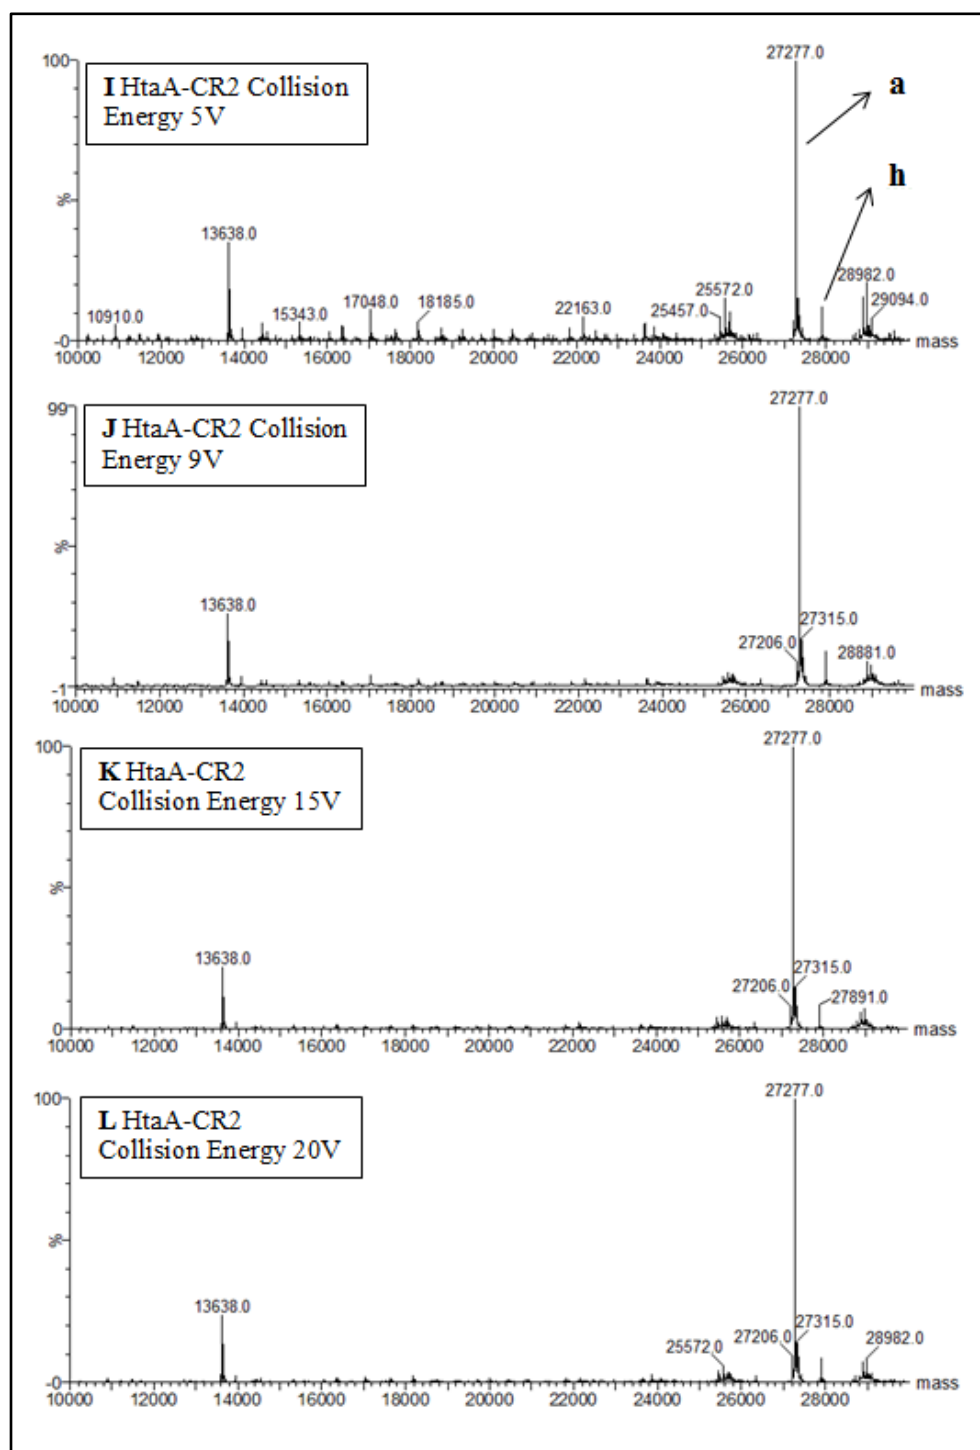 27277.0
100
I HtaA-CR2 Collision
Energy 5V
a
h
%
13638.0
28982.0
25572.0
17048.0
18185.0
22163.0
25457.0
29094.0
10910.0
15343.0
-0
10000 12000 14000 16000 18000 20000 22000 24000 26000 28000 mass
27277.0
99
J HtaA-CR2 Collision
Energy 9V
%
13638.0
27315.0
27206.0
28881.0
-1
10000 12000 14000 16000 18000 20000 22000 24000 26000 28000 mass
27277.0
100
K HtaA-CR2
Collision Energy 15V
%
13638.0
27315.0
27206.0
27891.0
-0
10000 12000 14000 16000 18000 20000 22000 24000 26000 28000 mass
27277.0
100
L HtaA-CR2
Collision Energy 20V
%
13638.0
27315.0
27206.0
28982.0
25572.0
-0
10000 12000 14000 16000 18000 20000 22000 24000 26000 28000 mass